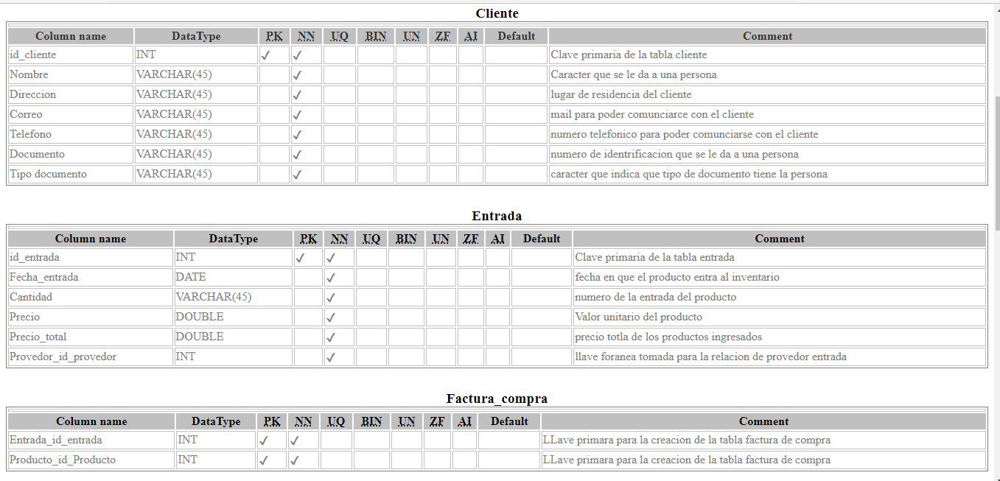 Cliente
Column name DataType PK NN UQ BIN UN ZF AI Default Comment
id_cliente INT ✓ ✓ Clave primaria de la tabla cliente
Nombre VARCHAR(45) ✓ Caracter que se le da a una persona
Direccion VARCHAR(45) ✓ lugar de residencia del cliente
Correo VARCHAR(45) ✓ mail para poder comunciarce con el cliente
Telefono VARCHAR(45) ✓ numero telefonico para poder comunciarse con el cliente
Documento VARCHAR(45) ✓ numero de identrificacion que se le da a una persona
Tipo documento VARCHAR(45) ✓ caracter que indica que tipo de documento tiene la persona
Entrada
Column name DataType PK NN UQ BIN UN ZF AI Default Comment
id_entrada INT ✓ ✓ Clave primaria de la tabla entrada
Fecha_entrada DATE ✓ fecha en que el producto entra al inventario
Cantidad VARCHAR(45) ✓ numero de la entrada del producto
Precio DOUBLE ✓ Valor unitario del producto
Precio_total DOUBLE ✓ precio totla de los productos ingresados
Provedor_id_provedor INT ✓ llave foranea tomada para la relacion de provedor entrada
Factura_compra
Column name DataType PK NN UQ BIN UN ZF AI Default Comment
Entrada_id_entrada INT ✓ ✓ LLave primara para la creacion de la tabla factura de compra
Producto_id_Producto INT ✓ ✓ LLave primara para la creacion de la tabla factura de compra